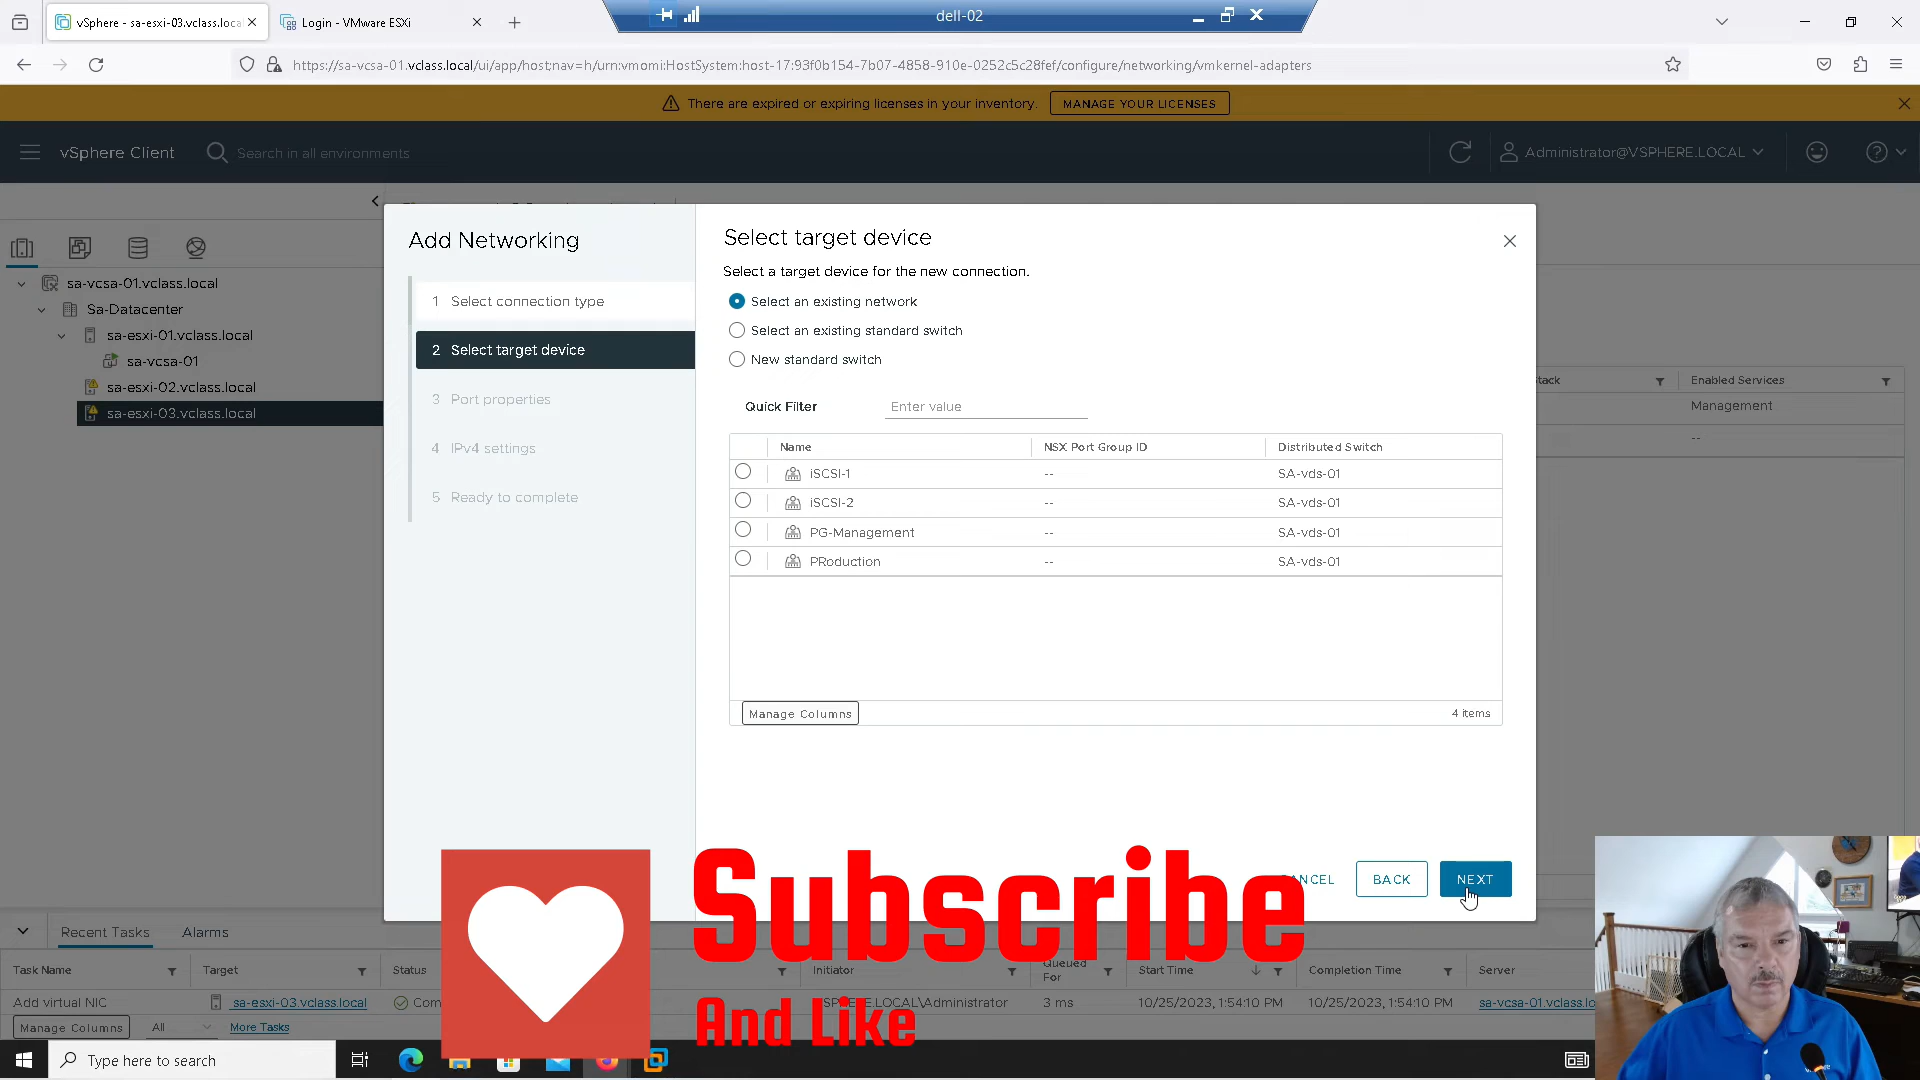 vSphere - sa-esxi-03.vclass.loca
Login - VMware ESXi
dell-02
https://sa-vcsa-01.vclass.local/ui/app/host;nav=h/urn:vmomi:HostSystem:host-17:93f0b154-7b07-4858-910e-0252c5c28fef/configure/networking/vmkernel-adapters
There are expired or expiring licenses in your inventory.
MANAGE YOUR LICENSES
vSphere Client
Search in all environments
Administrator@VSPHERE.LOCAL
sa-vcsa-01.vclass.local
Sa-Datacenter
sa-esxi-01.vclass.local
sa-vcsa-01
sa-esxi-02.vclass.local
sa-esxi-03.vclass.local
Add Networking
1 Select connection type
2 Select target device
3 Port properties
4 IPv4 settings
5 Ready to complete
Select target device
Select a target device for the new connection.
Select an existing network
Select an existing standard switch
New standard switch
Quick Filter
Enter value
Name NSX Port Group ID Distributed Switch
iSCSI-1 -- SA-vds-01
iSCSI-2 -- SA-vds-01
PG-Management -- SA-vds-01
PRoduction -- SA-vds-01
Manage Columns
4 items
CANCEL
BACK
NEXT
tack
Enabled Services
Management
--
Subscribe
And Like
Recent Tasks
Alarms
Task Name Target Status Initiator Queued For Start Time Completion Time Server
Add virtual NIC sa-esxi-03.vclass.local Com SPHERE.LOCAL\Administrator 3 ms 10/25/2023, 1:54:10 PM 10/25/2023, 1:54:10 PM sa-vcsa-01.vclass.lo
Manage Columns
All
More Tasks
Type here to search